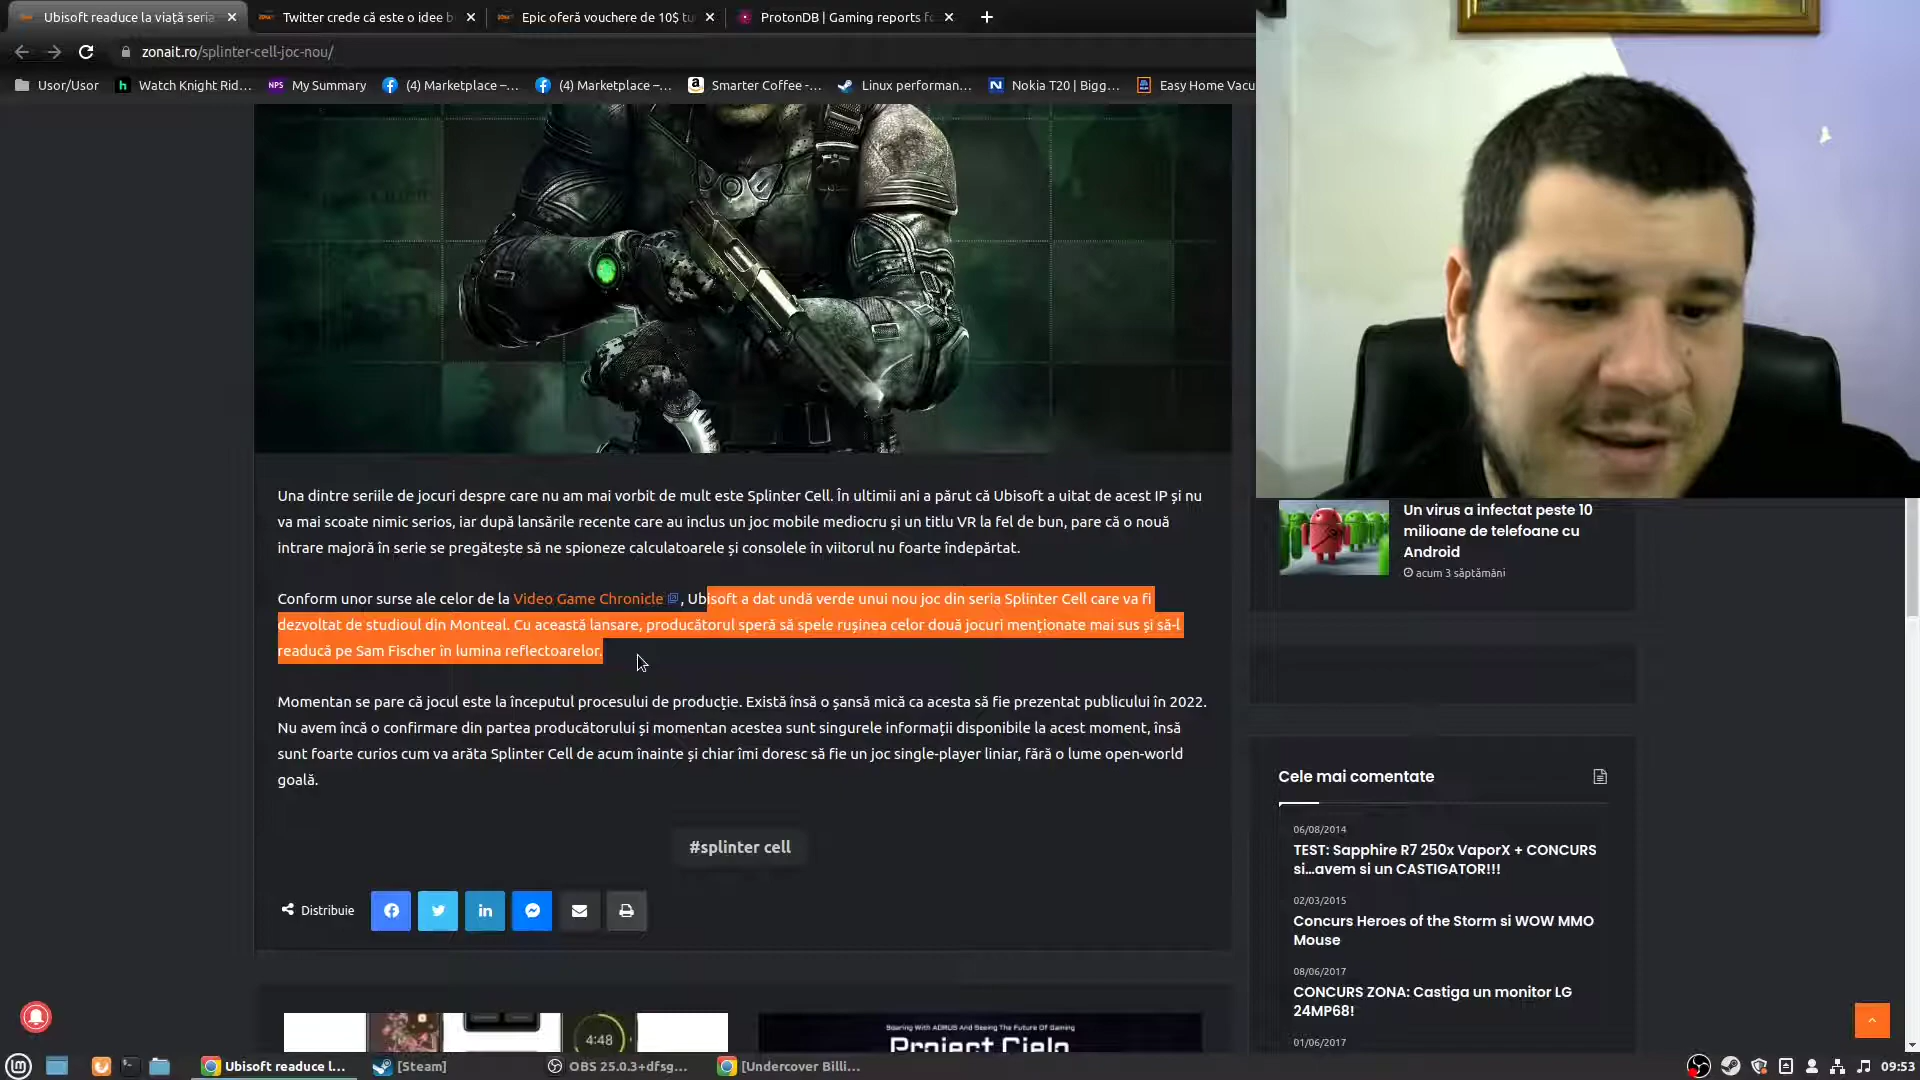 Ubisoft reduce la viață seria
Twitter crede că este o idee b
Epic oferă vouchere de 10$ tu
ProtonDB | Gaming reports fo
zonait.ro/splinter-cell-joc-nou/
Usor/Usor
Watch Knight Rid...
NPS
My Summary
(4) Marketplace –...
(4) Marketplace –...
Smarter Coffee -...
Linux performan...
N
Nokia T20 | Bigg...
Easy Home Vacu
Una dintre seriile de jocuri despre care nu am mai vorbit de mult este Splinter Cell. În ultimii ani a părut că Ubisoft a uitat de acest IP și nu
va mai scoate nimic serios, iar după lansările recente care au inclus un joc mobile mediocru și un titlu VR la fel de bun, pare că o nouă
intrare majoră în serie se pregătește să ne spioneze calculatoarele și consolele în viitorul nu foarte îndepărtat.
Conform unor surse ale celor de la Video Game Chronicle, Ubisoft a dat undă verde unui nou joc din seria Splinter Cell care va fi
dezvoltat de studioul din Monteal. Cu această lansare, producătorul speră să spele rușinea celor două jocuri menționate mai sus și să-l
readucă pe Sam Fischer în lumina reflectoarelor.
Momentan se pare că jocul este la începutul procesului de producție. Există însă o șansă mică ca acesta să fie prezentat publicului în 2022.
Nu avem încă o confirmare din partea producătorului și momentan acestea sunt singurele informații disponibile la acest moment, însă
sunt foarte curios cum va arăta Splinter Cell de acum înainte și chiar îmi doresc să fie un joc single-player liniar, fără o lume open-world
goală.
#splinter cell
Distribuie
4:48
Soaring With ADRUS And Seeing The Future Of Gaming
Project Cielo
Un virus a infectat peste 10
milioane de telefoane cu
Android
acum 3 săptămâni
Cele mai comentate
06/08/2014
TEST: Sapphire R7 250x VaporX + CONCURS
si...avem si un CASTIGATOR!!!
02/03/2015
Concurs Heroes of the Storm si WOW MMO
Mouse
08/06/2017
CONCURS ZONA: Castiga un monitor LG
24MP68!
01/06/2017
Ubisoft reduce l...
[Steam]
OBS 25.0.3+dfsg...
[Undercover Billi...
09:53